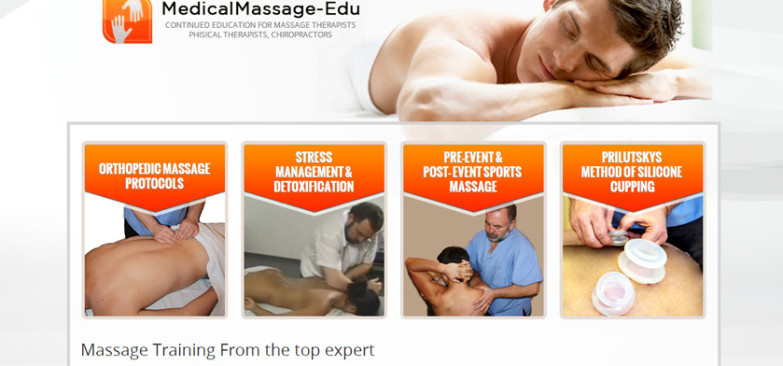 MedicalMassage-Edu
CONTINUED EDUCATION FOR MASSAGE THERAPISTS
PHISICAL THERAPISTS, CHIROPRACTORS
ORTHOPEDIC MASSAGE
PROTOCOLS
STRESS
MANAGEMENT &
DETOXIFICATION
PRE-EVENT &
POST- EVENT SPORTS
MASSAGE
PRILUTSKYS
METHOD OF SILICONE
CUPPING
Massage Training From the top expert